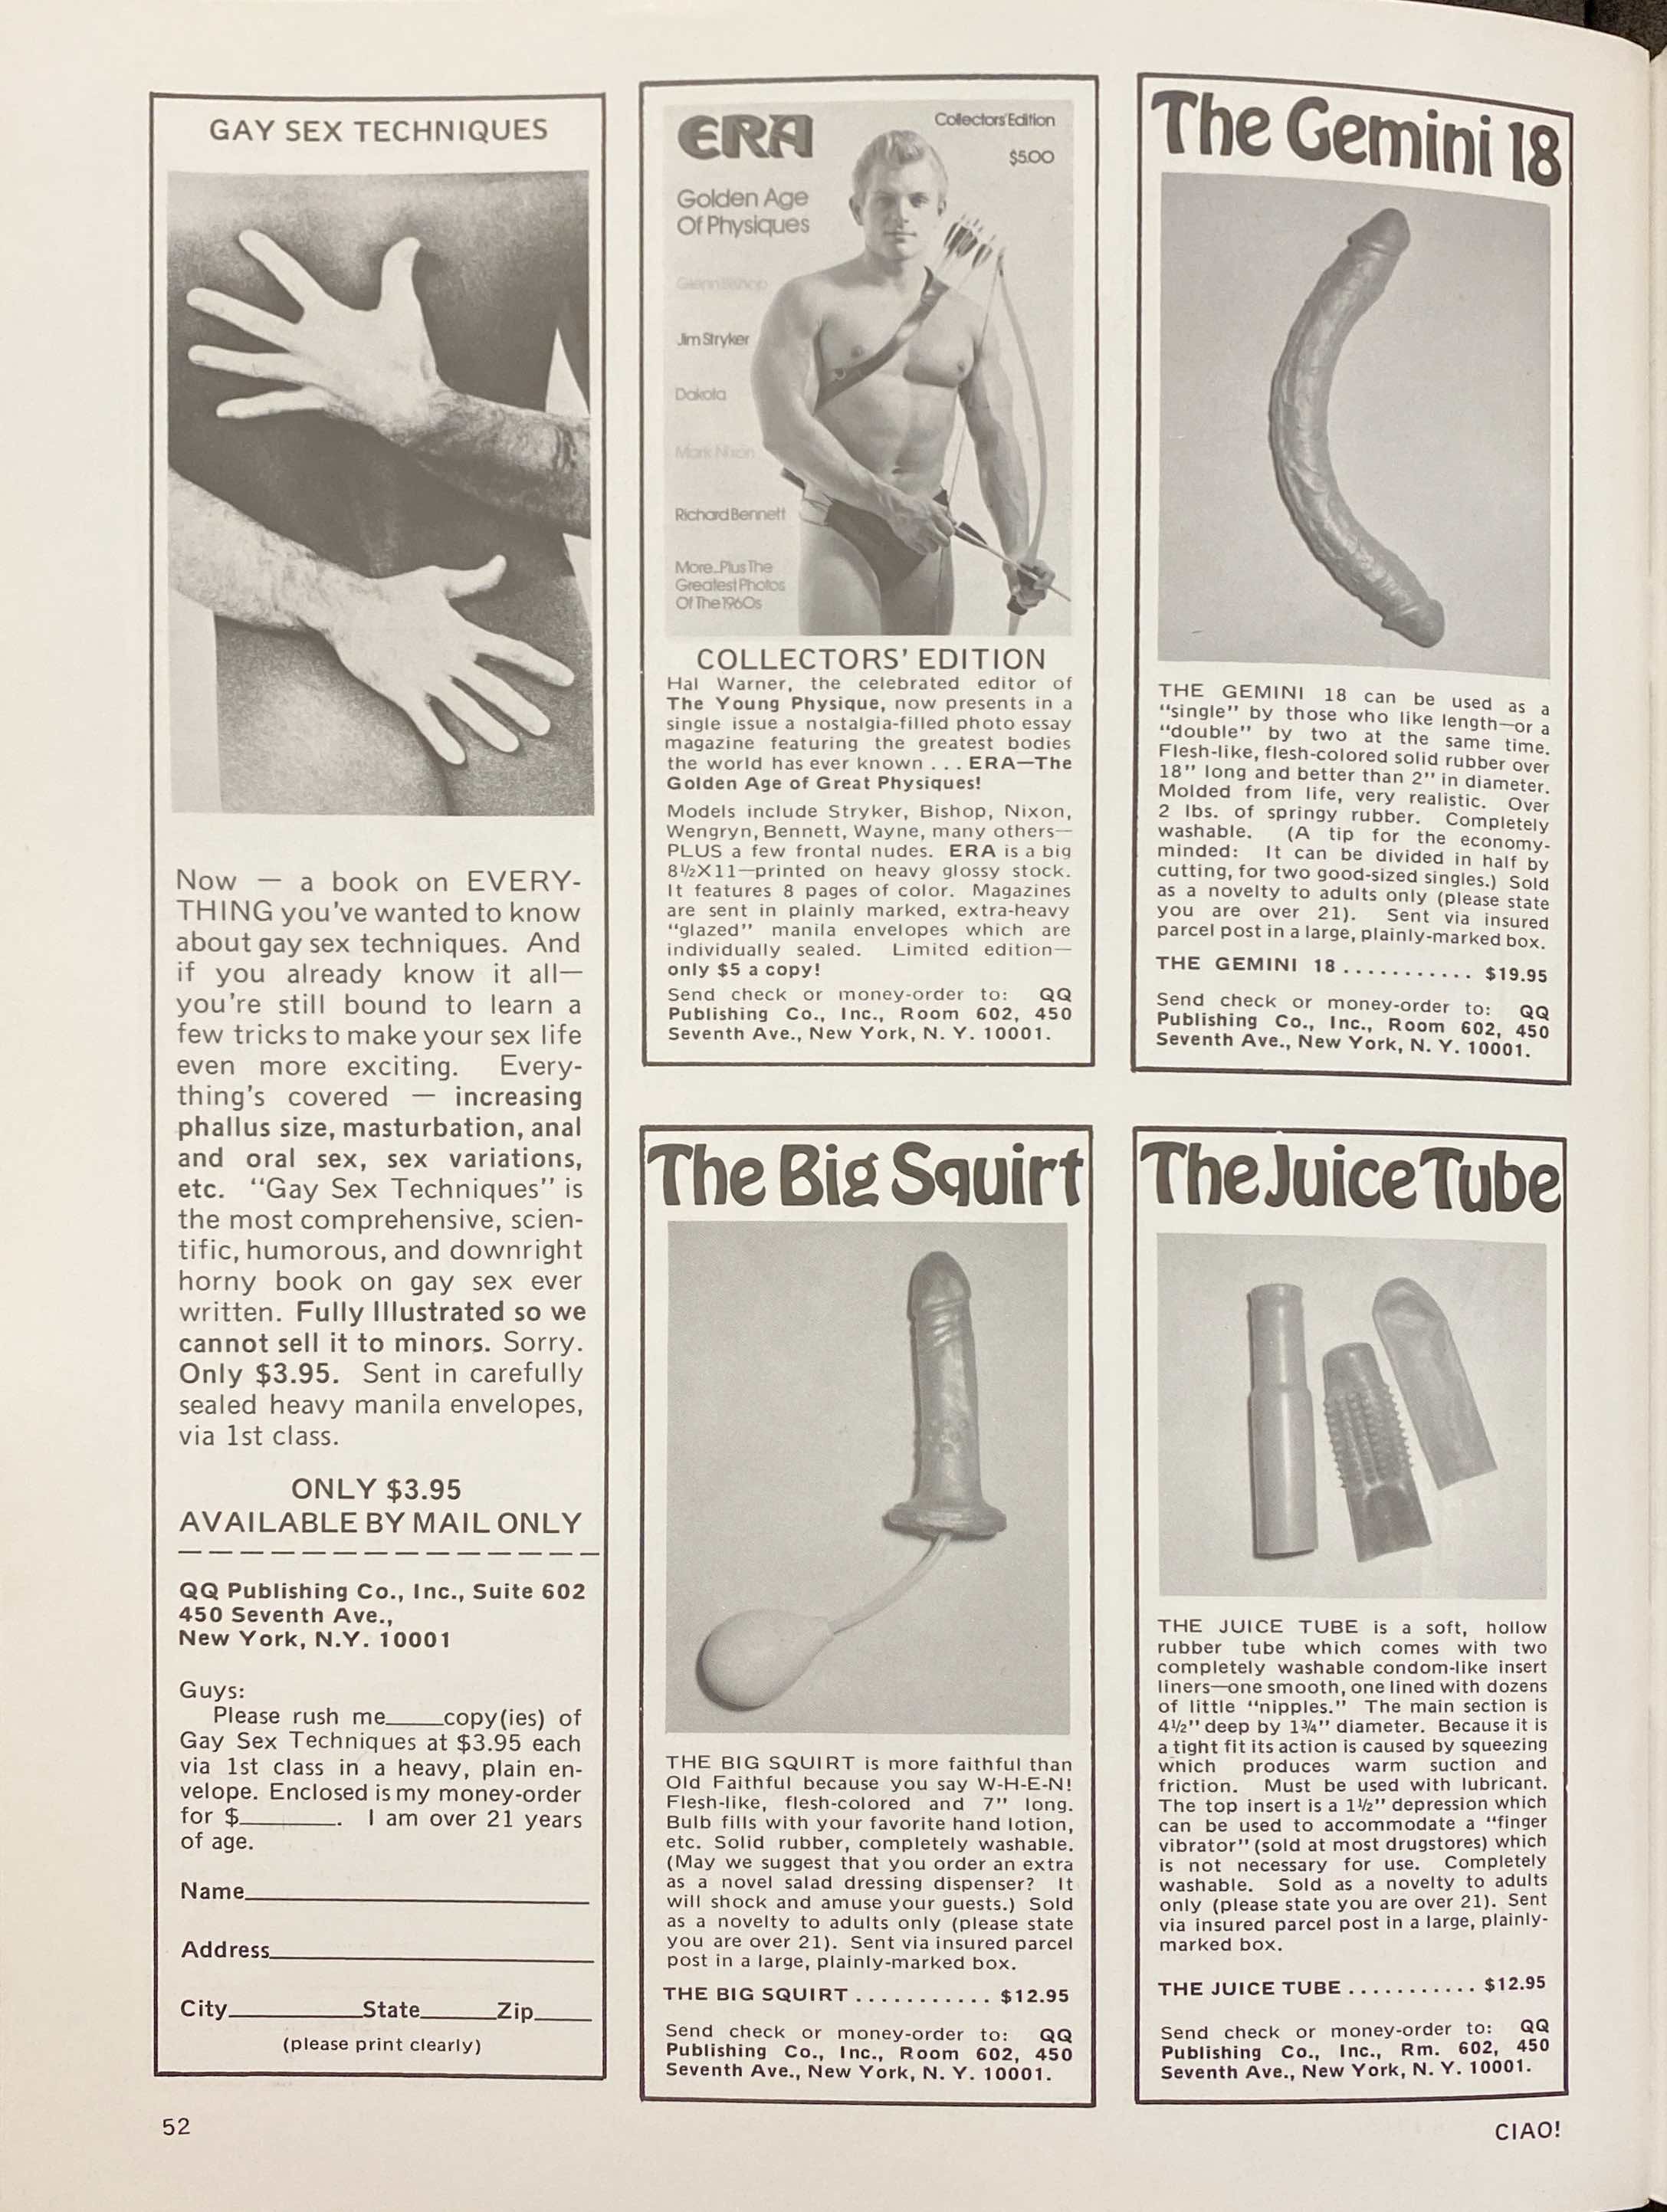 GAY SEX TECHNIQUES
Now — a book on EVERY-
THING you've wanted to know
about gay sex techniques. And
if you already know it all—
you're still bound to learn a
few tricks to make your sex life
even more exciting. Every-
thing's covered — increasing
phallus size, masturbation, anal
and oral sex, sex variations,
etc. "Gay Sex Techniques" is
the most comprehensive, scien-
tific, humorous, and downright
horny book on gay sex ever
written. Fully Illustrated so we
cannot sell it to minors. Sorry.
Only $3.95. Sent in carefully
sealed heavy manila envelopes,
via 1st class.
ONLY $3.95
AVAILABLE BY MAIL ONLY
QQ Publishing Co., Inc., Suite 602
450 Seventh Ave.,
New York, N.Y. 10001
Guys:
Please rush me____copy(ies) of
Gay Sex Techniques at $3.95 each
via 1st class in a heavy, plain en-
velope. Enclosed is my money-order
for $________. I am over 21 years
of age.
Name
Address
City________State_____Zip____
(please print clearly)
ERA
Collectors' Edition
$5.00
Golden Age
Of Physiques
Glenn Bishop
Jim Stryker
Dakota
Mark Nixon
Richard Bennett
More...Plus The
Greatest Photos
Of The 1960s
COLLECTORS' EDITION
Hal Warner, the celebrated editor of
The Young Physique, now presents in a
single issue a nostalgia-filled photo essay
magazine featuring the greatest bodies
the world has ever known . . . ERA—The
Golden Age of Great Physiques!
Models include Stryker, Bishop, Nixon,
Wengryn, Bennett, Wayne, many others—
PLUS a few frontal nudes. ERA is a big
8½X11—printed on heavy glossy stock.
It features 8 pages of color. Magazines
are sent in plainly marked, extra-heavy
"glazed" manila envelopes which are
individually sealed. Limited edition—
only $5 a copy!
Send check or money-order to: QQ
Publishing Co., Inc., Room 602, 450
Seventh Ave., New York, N. Y. 10001.
The Gemini 18
THE GEMINI 18 can be used as a
"single" by those who like length—or a
"double" by two at the same time.
Flesh-like, flesh-colored solid rubber over
18" long and better than 2" in diameter.
Molded from life, very realistic. Over
2 lbs. of springy rubber. Completely
washable. (A tip for the economy-
minded: It can be divided in half by
cutting, for two good-sized singles.) Sold
as a novelty to adults only (please state
you are over 21). Sent via insured
parcel post in a large, plainly-marked box.
THE GEMINI 18 . . . . . . . . . . . $19.95
Send check or money-order to: QQ
Publishing Co., Inc., Room 602, 450
Seventh Ave., New York, N. Y. 10001.
The Big Squirt
THE BIG SQUIRT is more faithful than
Old Faithful because you say W-H-E-N!
Flesh-like, flesh-colored and 7" long.
Bulb fills with your favorite hand lotion,
etc. Solid rubber, completely washable.
(May we suggest that you order an extra
as a novel salad dressing dispenser? It
will shock and amuse your guests.) Sold
as a novelty to adults only (please state
you are over 21). Sent via insured parcel
post in a large, plainly-marked box.
THE BIG SQUIRT . . . . . . . . . . . $12.95
Send check or money-order to: QQ
Publishing Co., Inc., Room 602, 450
Seventh Ave., New York, N. Y. 10001.
The Juice Tube
THE JUICE TUBE is a soft, hollow
rubber tube which comes with two
completely washable condom-like insert
liners—one smooth, one lined with dozens
of little "nipples." The main section is
4½" deep by 1¾" diameter. Because it is
a tight fit its action is caused by squeezing
which produces warm suction and
friction. Must be used with lubricant.
The top insert is a 1½" depression which
can be used to accommodate a "finger
vibrator" (sold at most drugstores) which
is not necessary for use. Completely
washable. Sold as a novelty to adults
only (please state you are over 21). Sent
via insured parcel post in a large, plainly-
marked box.
THE JUICE TUBE . . . . . . . . . . . $12.95
Send check or money-order to: QQ
Publishing Co., Inc., Rm. 602, 450
Seventh Ave., New York, N. Y. 10001.
52
CIAO!